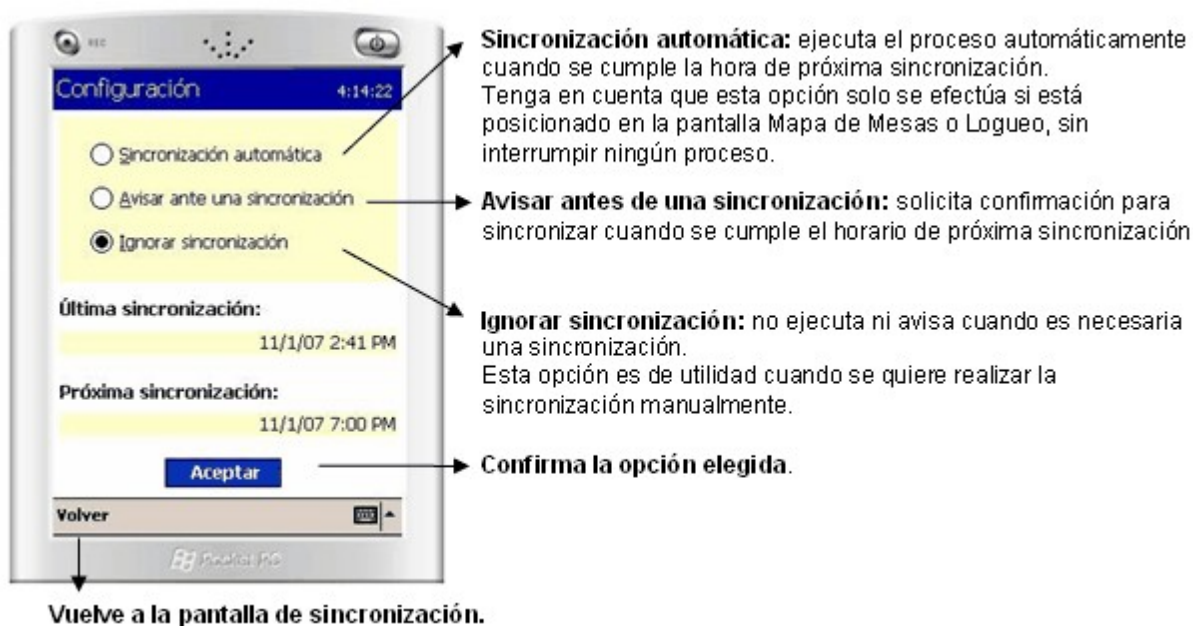 REC
Configuración 4:14:22
Sincronización automática
Avisar ante una sincronización
Ignorar sincronización
Última sincronización:
11/1/07 2:41 PM
Próxima sincronización:
11/1/07 7:00 PM
Aceptar
Volver
Pocket PC
Vuelve a la pantalla de sincronización.
Sincronización automática: ejecuta el proceso automáticamente
cuando se cumple la hora de próxima sincronización.
Tenga en cuenta que esta opción solo se efectúa si está
posicionado en la pantalla Mapa de Mesas o Logueo, sin
interrumpir ningún proceso.
Avisar antes de una sincronización: solicita confirmación para
sincronizar cuando se cumple el horario de próxima sincronización
Ignorar sincronización: no ejecuta ni avisa cuando es necesaria
una sincronización.
Esta opción es de utilidad cuando se quiere realizar la
sincronización manualmente.
Confirma la opción elegida.